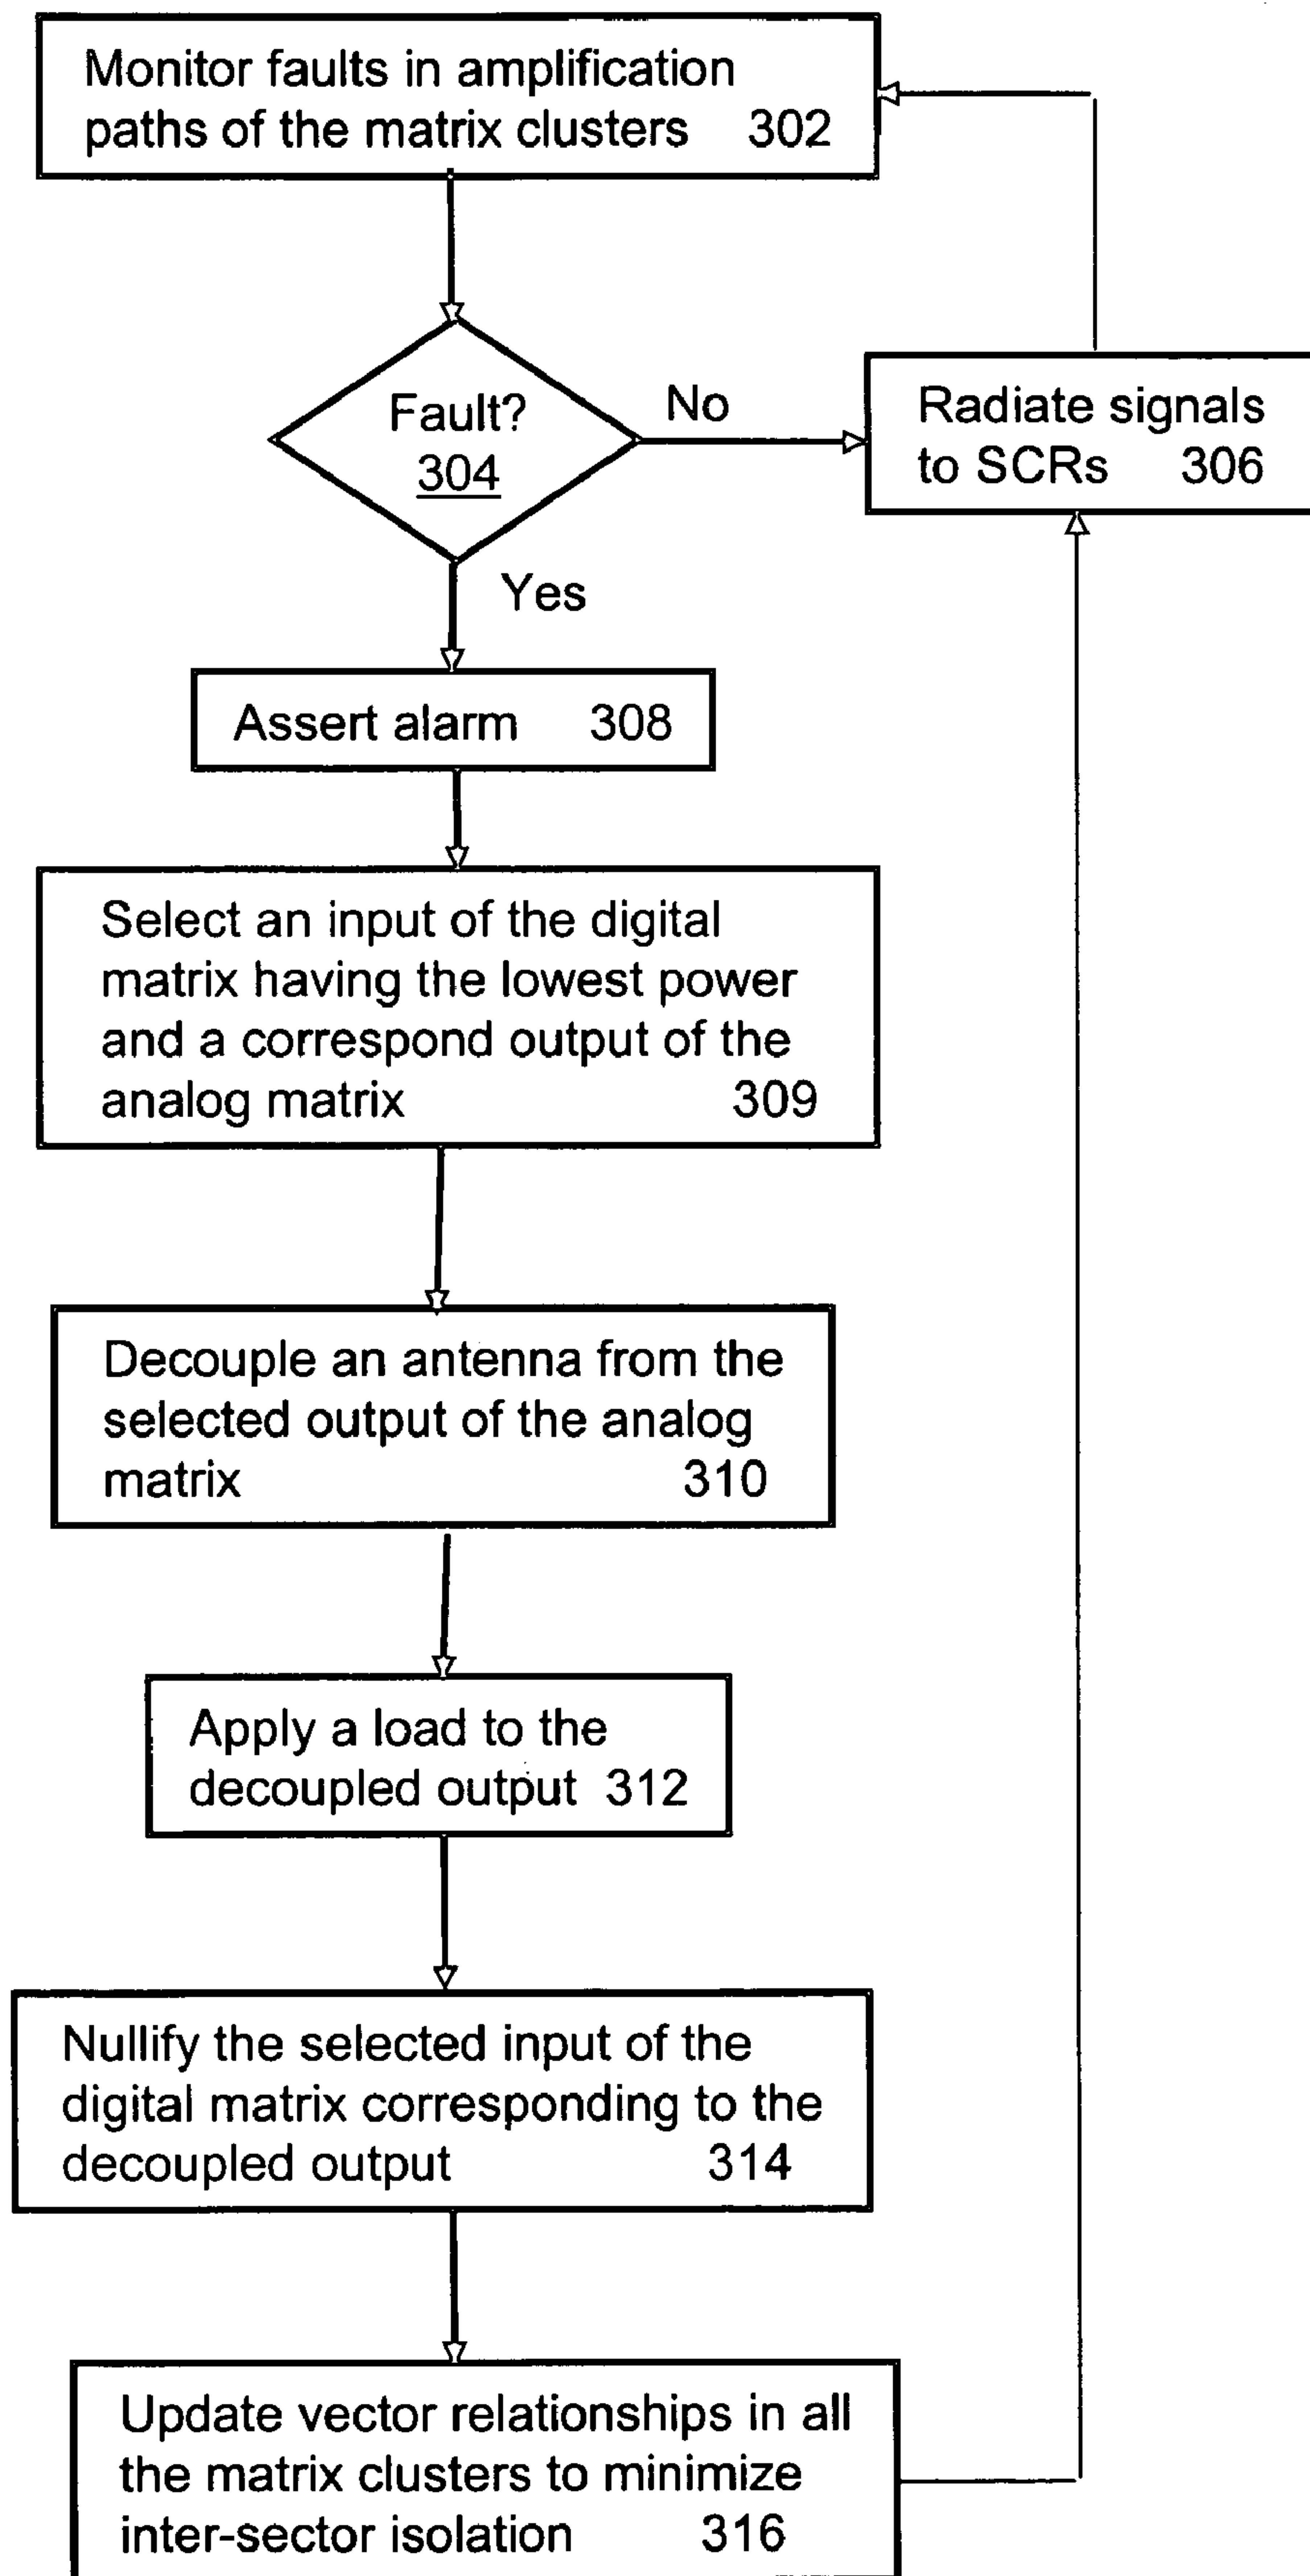 Monitor faults in amplification
paths of the matrix clusters 302
Fault?
304
No
Radiate signals
to SCRs 306
Yes
Assert alarm 308
Select an input of the digital
matrix having the lowest power
and a correspond output of the
analog matrix 309
Decouple an antenna from the
selected output of the analog
matrix 310
Apply a load to the
decoupled output 312
Nullify the selected input of the
digital matrix corresponding to the
decoupled output 314
Update vector relationships in all
the matrix clusters to minimize
inter-sector isolation 316